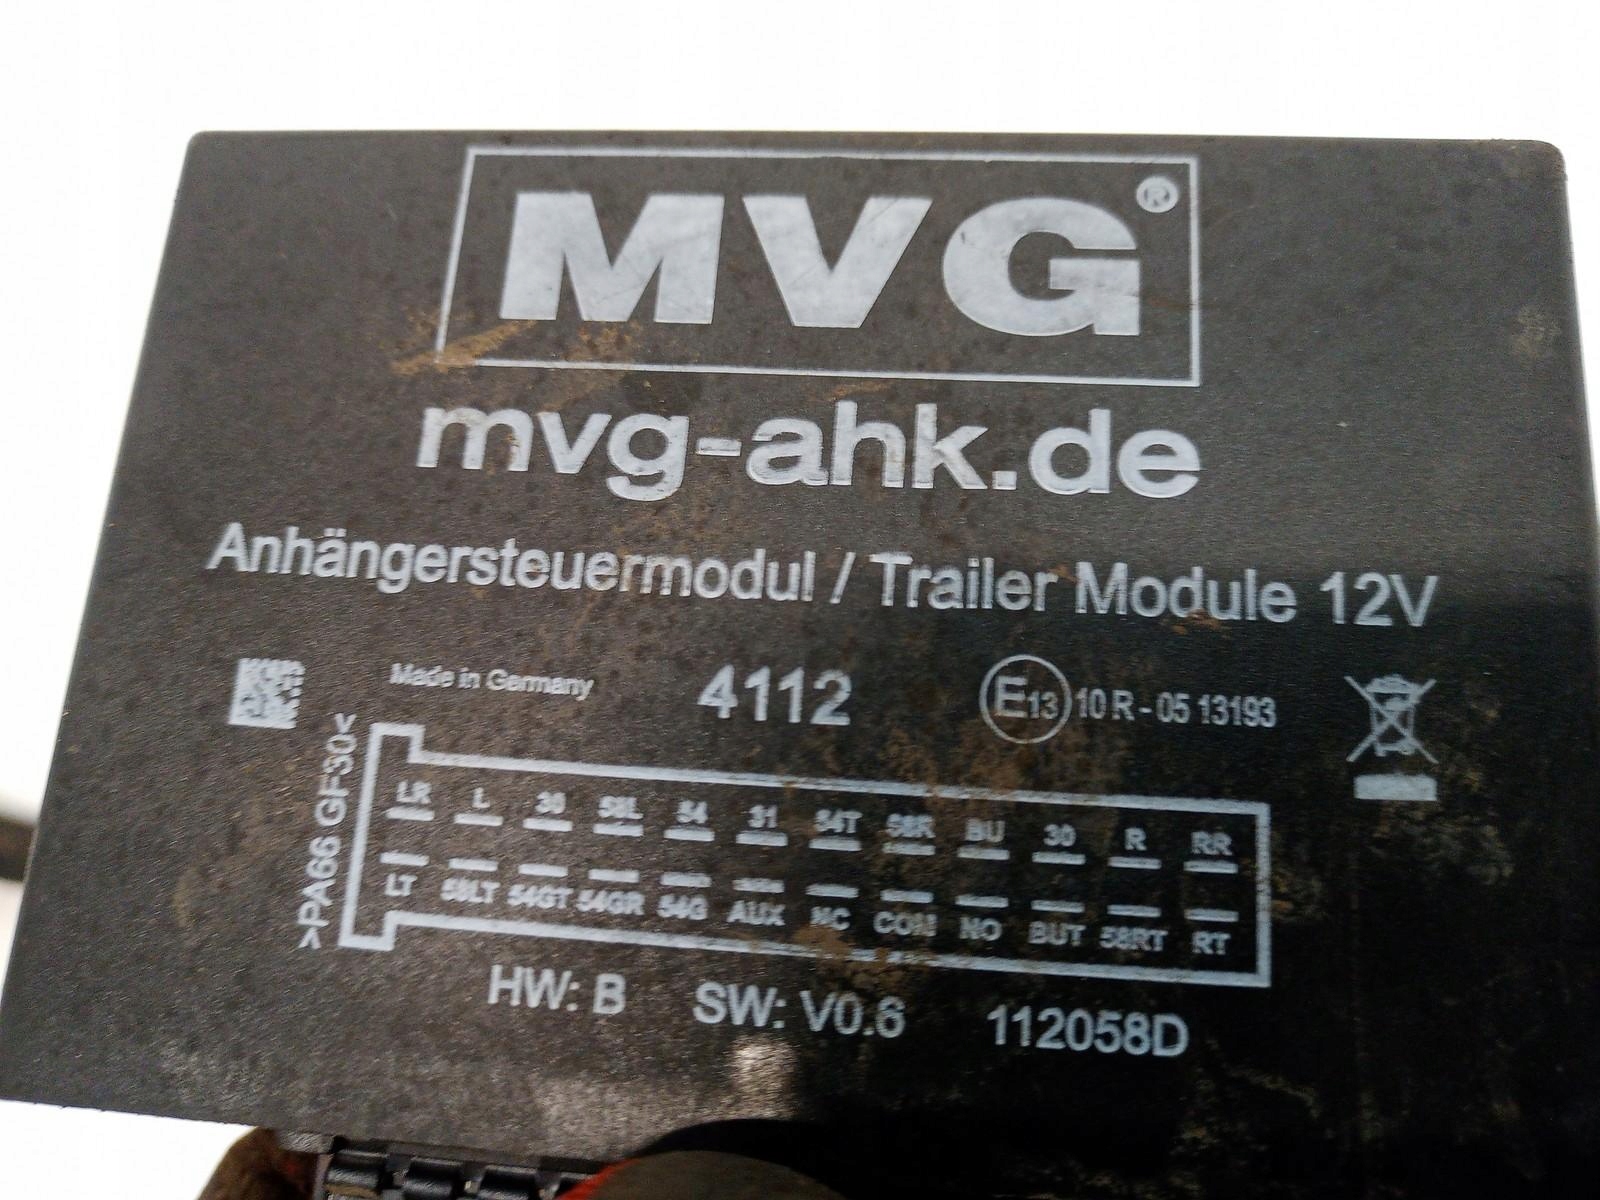 MVG®
mvg-ahk.de
Anhängersteuermodul / Trailer Module 12V
Made in Germany 4112 E13 10 R - 05 13193
>PA66 GF30<
LR L 30 58L 54 31 54T 58R BU 30 R RR
LT 58LT 54GT 54GR 54G AUX NC COM NO BUT 58RT RT
HW: B SW: V0.6 112058D